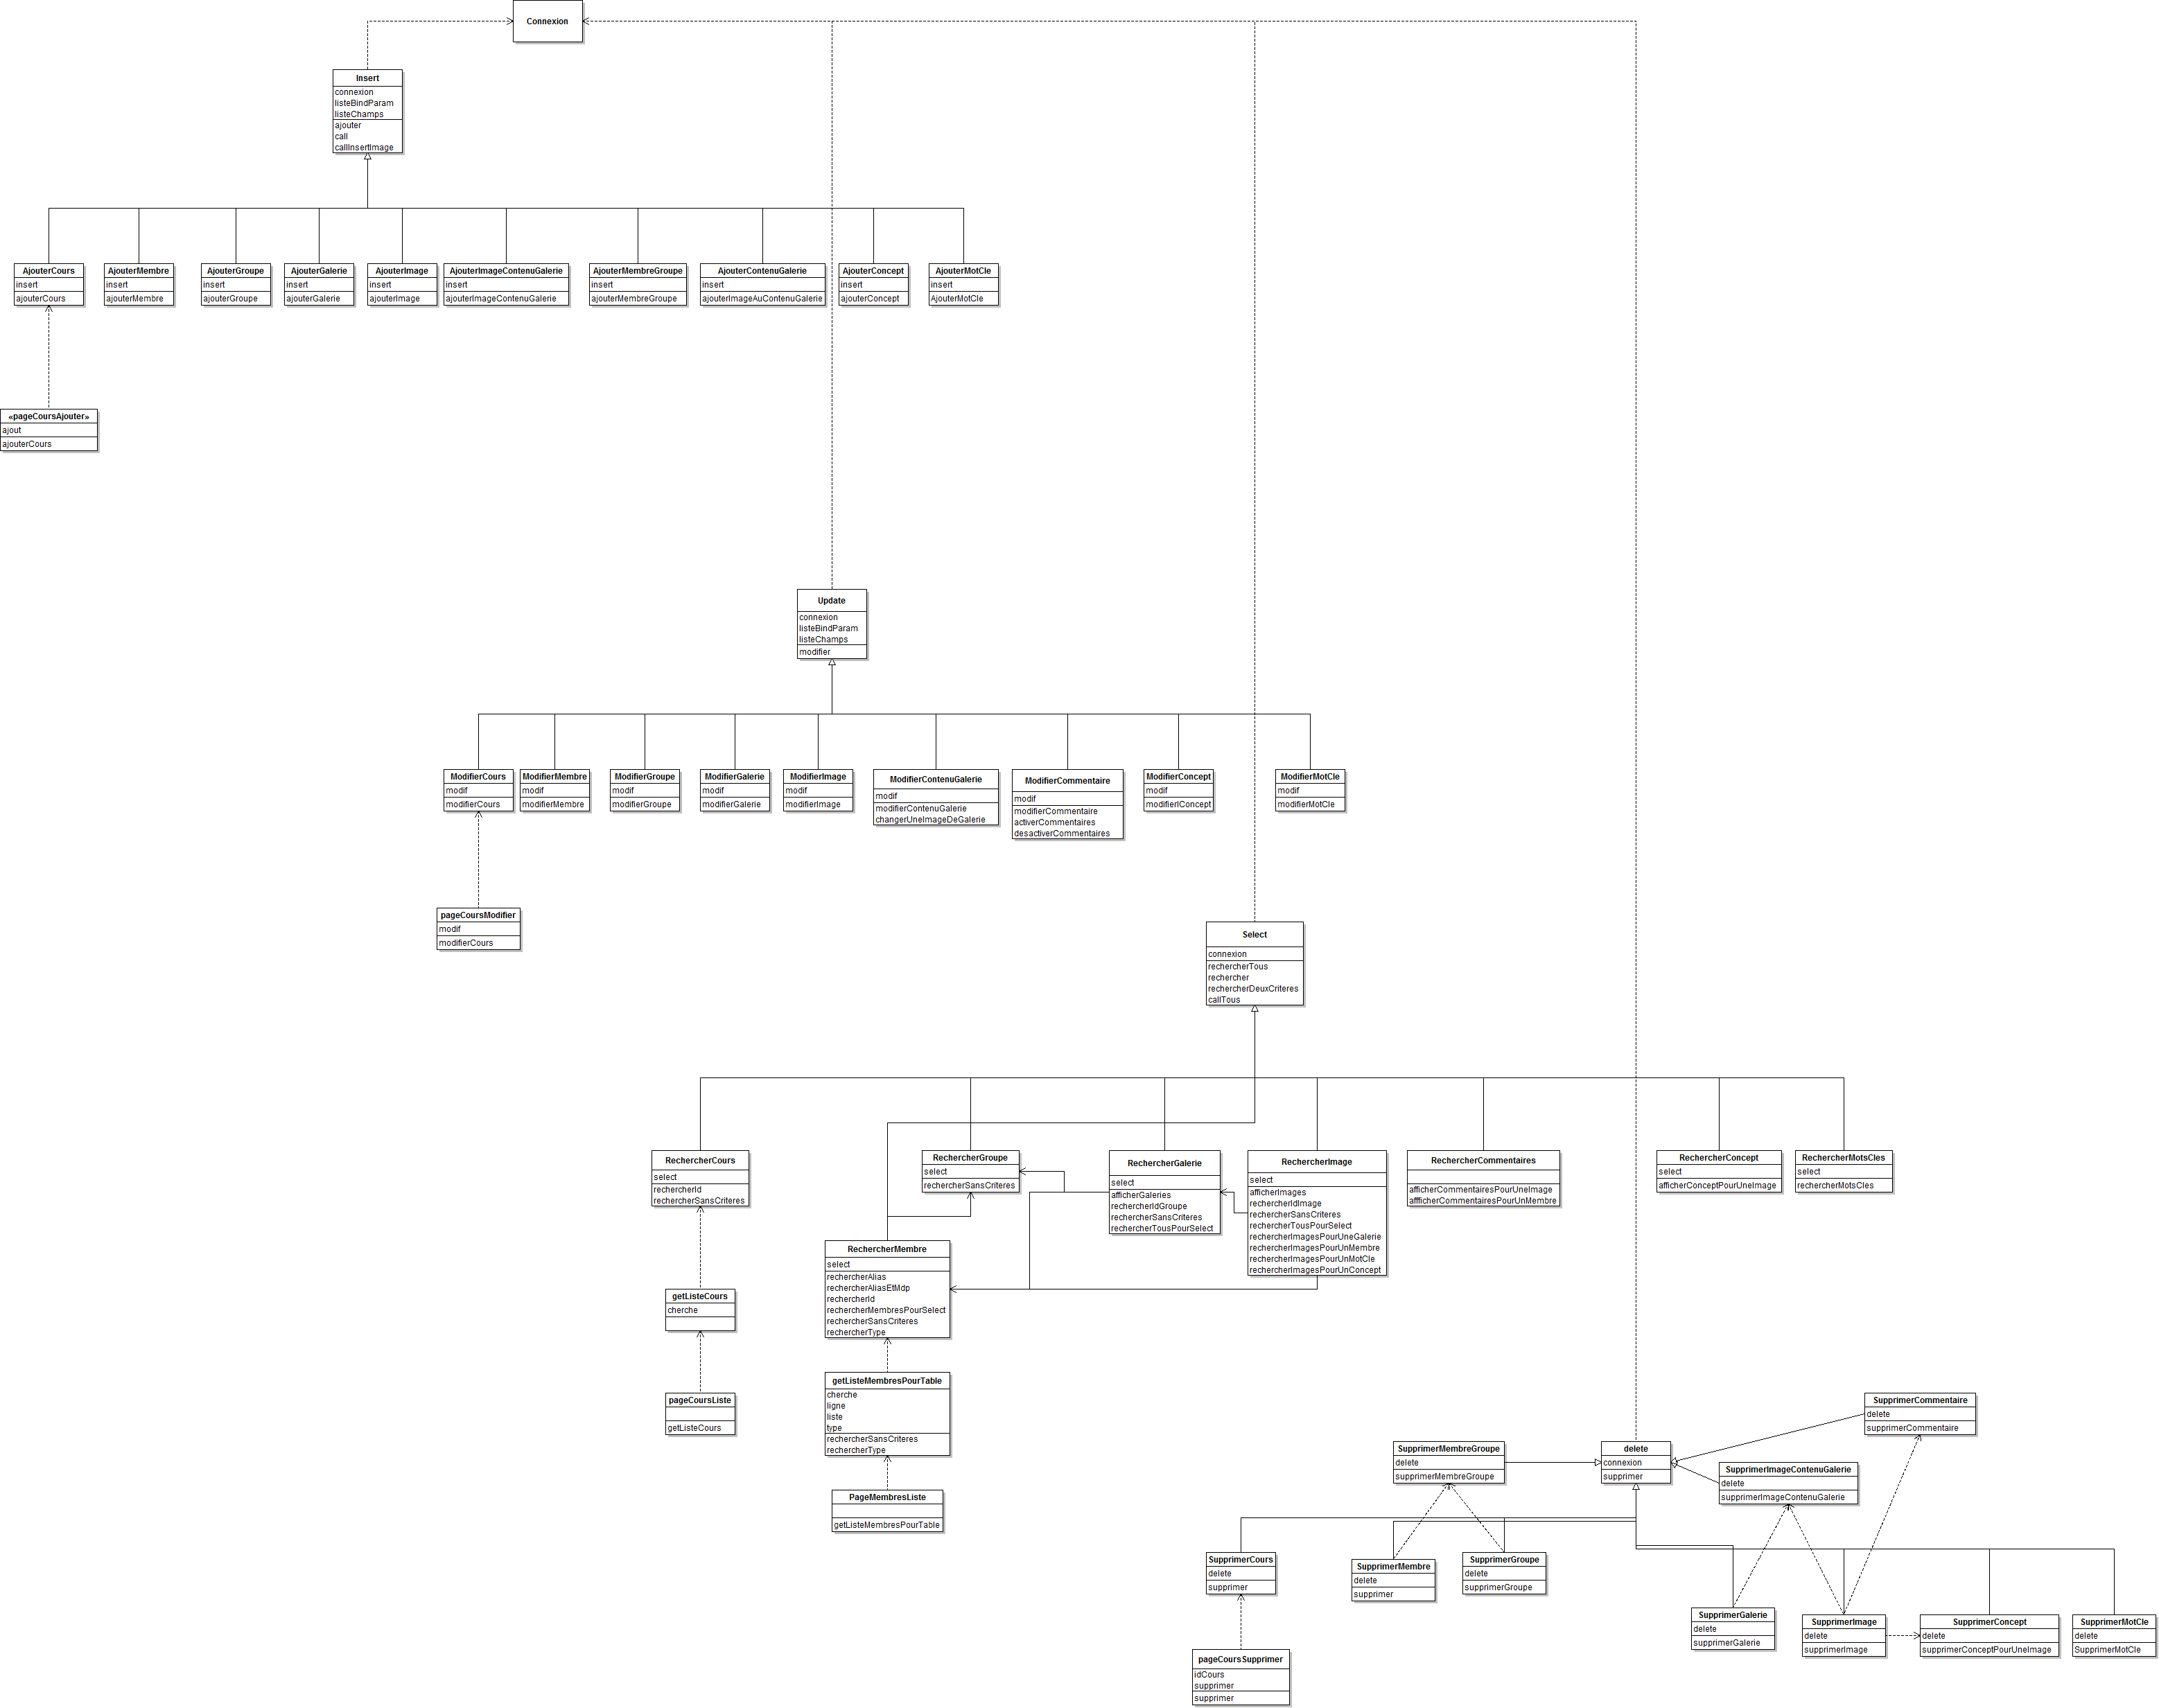 Connexion
Insert
connexion
listeBindParam
listeChamps
ajouter
call
callInsertImage
AjouterCours
insert
ajouterCours
AjouterMembre
insert
ajouterMembre
AjouterGroupe
insert
ajouterGroupe
AjouterGalerie
insert
ajouterGalerie
AjouterImage
insert
ajouterImage
AjouterImageContenuGalerie
insert
ajouterImageContenuGalerie
AjouterMembreGroupe
insert
ajouterMembreGroupe
AjouterContenuGalerie
insert
ajouterImageAuContenuGalerie
AjouterConcept
insert
ajouterConcept
AjouterMotCle
insert
AjouterMotCle
«pageCoursAjouter»
ajout
ajouterCours
Update
connexion
listeBindParam
listeChamps
modifier
ModifierCours
modif
modifierCours
ModifierMembre
modif
modifierMembre
ModifierGroupe
modif
modifierGroupe
ModifierGalerie
modif
modifierGalerie
ModifierImage
modif
modifierImage
ModifierContenuGalerie
modif
modifierContenuGalerie
changerUneImageDeGalerie
ModifierCommentaire
modif
modifierCommentaire
activerCommentaires
desactiverCommentaires
ModifierConcept
modif
modifierlConcept
ModifierMotCle
modif
modifierMotCle
pageCoursModifier
modif
modifierCours
Select
connexion
rechercherTous
rechercher
rechercherDeuxCriteres
callTous
RechercherCours
select
rechercherId
rechercherSansCriteres
RechercherGroupe
select
rechercherSansCriteres
RechercherGalerie
select
afficherGaleries
rechercherIdGroupe
rechercherSansCriteres
rechercherTousPourSelect
RechercherImage
select
afficherImages
rechercherIdImage
rechercherSansCriteres
rechercherTousPourSelect
rechercherImagesPourUneGalerie
rechercherImagesPourUnMembre
rechercherImagesPourUnMotCle
rechercherImagesPourUnConcept
RechercherCommentaires
afficherCommentairesPourUneImage
affficherCommentairesPourUnMembre
RechercherConcept
select
afficherConceptPourUneImage
RechercherMotsCles
select
rechercherMotsCles
RechercherMembre
select
rechercherAlias
rechercherAliasEtMdp
rechercherId
rechercherMembresPourSelect
rechercherSansCriteres
rechercherType
getListeCours
cherche
pageCoursListe
getListeCours
getListeMembresPourTable
cherche
ligne
liste
type
rechercherSansCriteres
rechercherType
PageMembresListe
getListeMembresPourTable
SupprimerCommentaire
delete
supprimerCommentaire
SupprimerMembreGroupe
delete
supprimerMembreGroupe
delete
connexion
supprimer
SupprimerImageContenuGalerie
delete
supprimerImageContenuGalerie
SupprimerCours
delete
supprimer
SupprimerMembre
delete
supprimer
SupprimerGroupe
delete
supprimerGroupe
SupprimerGalerie
delete
supprimerGalerie
SupprimerImage
delete
supprimerImage
SupprimerConcept
delete
supprimerConceptPourUneImage
SupprimerMotCle
delete
SupprimerMotCle
pageCoursSupprimer
idCours
supprimer
supprimer